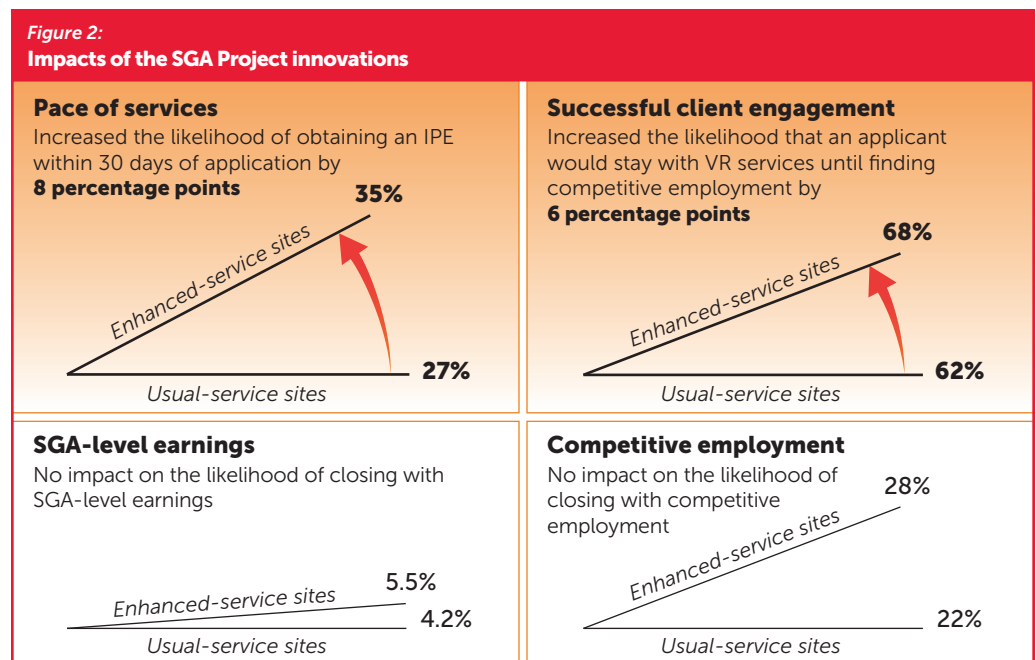 Figure 2:
Impacts of the SGA Project innovations
Pace of services
Increased the likelihood of obtaining an IPE
within 30 days of application by
8 percentage points
35%
Enhanced-service sites
27%
Usual-service sites
Successful client engagement
Increased the likelihood that an applicant
would stay with VR services until finding
competitive employment by
6 percentage points
68%
Enhanced-service sites
62%
Usual-service sites
SGA-level earnings
No impact on the likelihood of closing with
SGA-level earnings
5.5%
Enhanced-service sites
4.2%
Usual-service sites
Competitive employment
No impact on the likelihood of
closing with competitive
employment
28%
Enhanced-service sites
22%
Usual-service sites